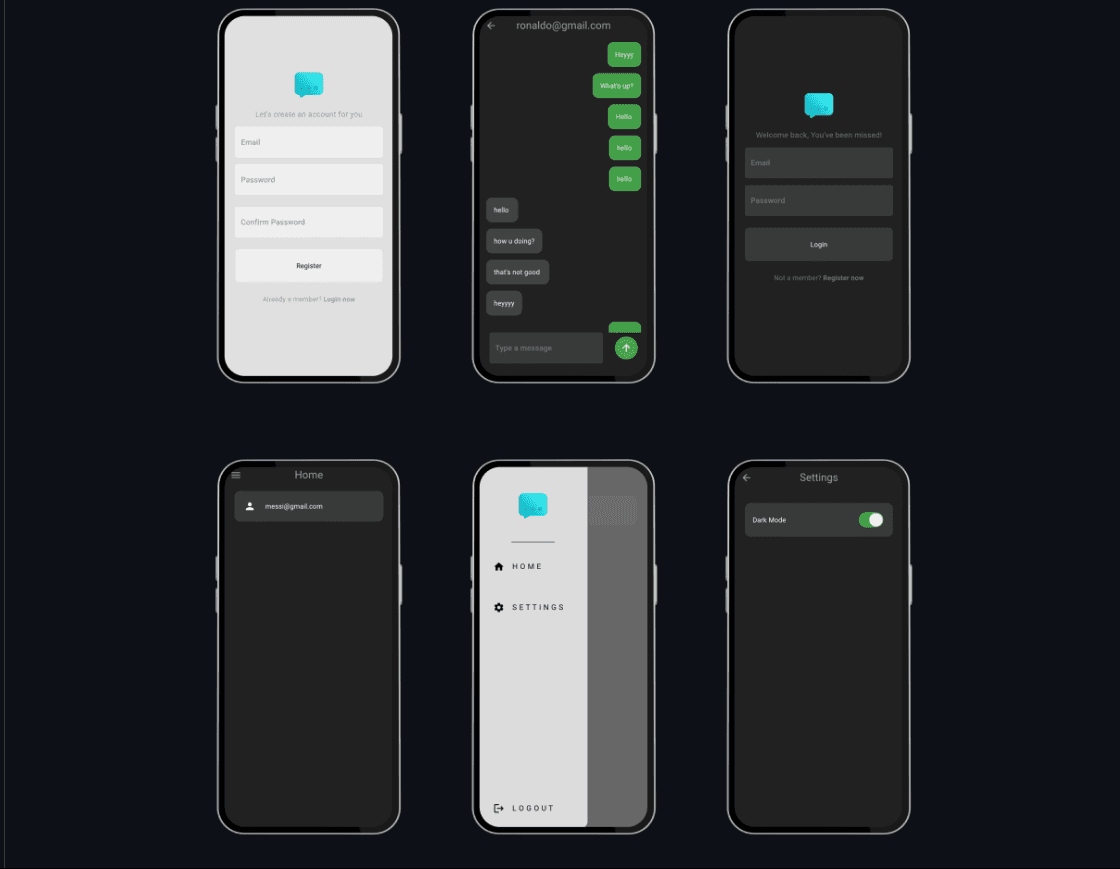 Let's create an account for you
Email
Password
Confirm Password
Register
Already a member? Login now
ronaldo@gmail.com
Heyyy
What's up?
Hello
hello
hello
hello
how u doing?
that's not good
heyyyy
Type a message
Welcome back, You've been missed!
Email
Password
Login
Not a member? Register now
Home
messi@gmail.com
HOME
SETTINGS
LOGOUT
Settings
Dark Mode